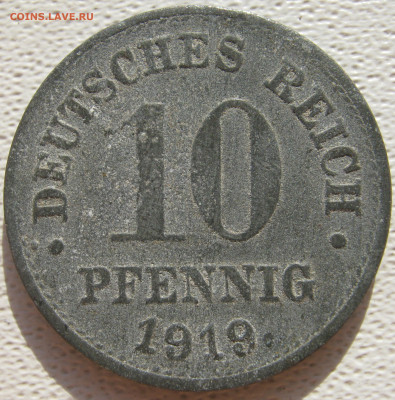 COINS.LAVE.RU
• DEUTSCHES REICH •
10
PFENNIG
1919.